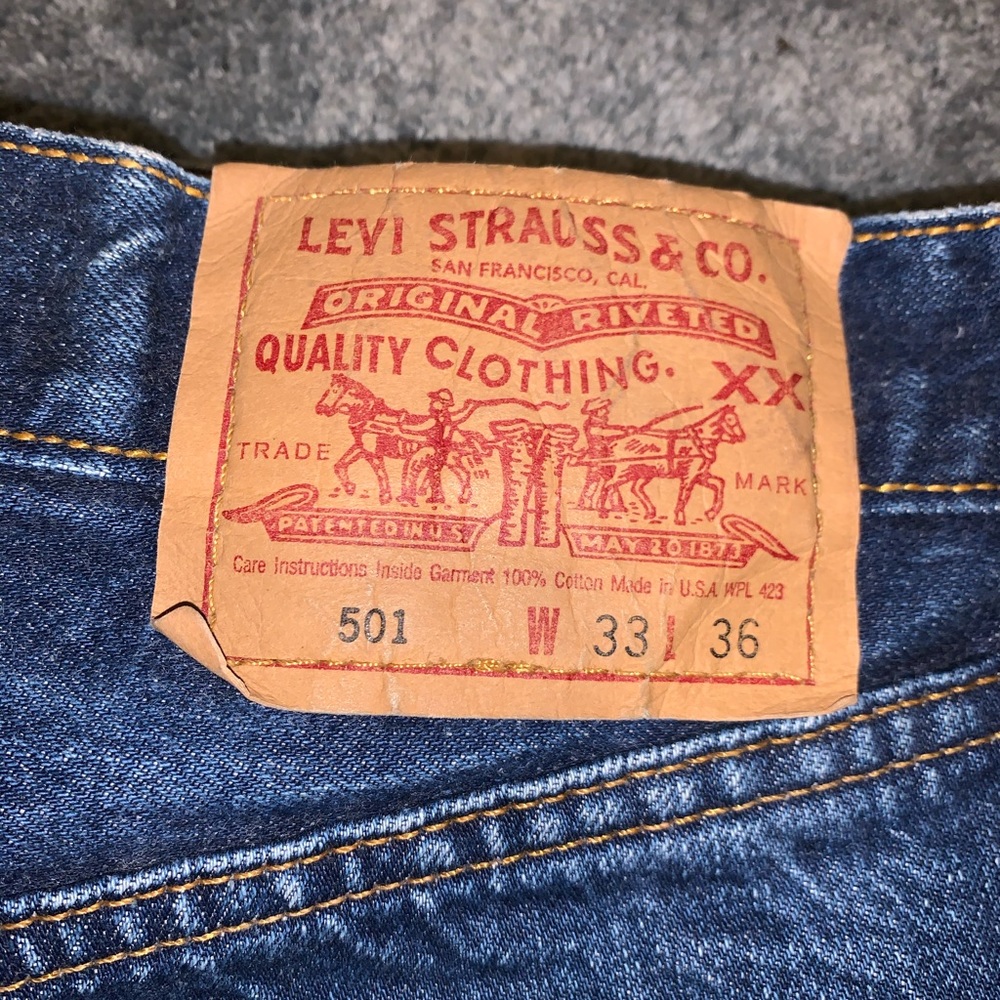 LEVI STRAUSS & CO.
SAN FRANCISCO, CAL.
ORIGINAL RIVETED
QUALITY CLOTHING. XX
TRADE MARK
PATENTED IN U.S MAY 20 1873
Care Instructions Inside Garment 100% Cotton Made in U.S.A. WPL 423
501 W 33 L 36